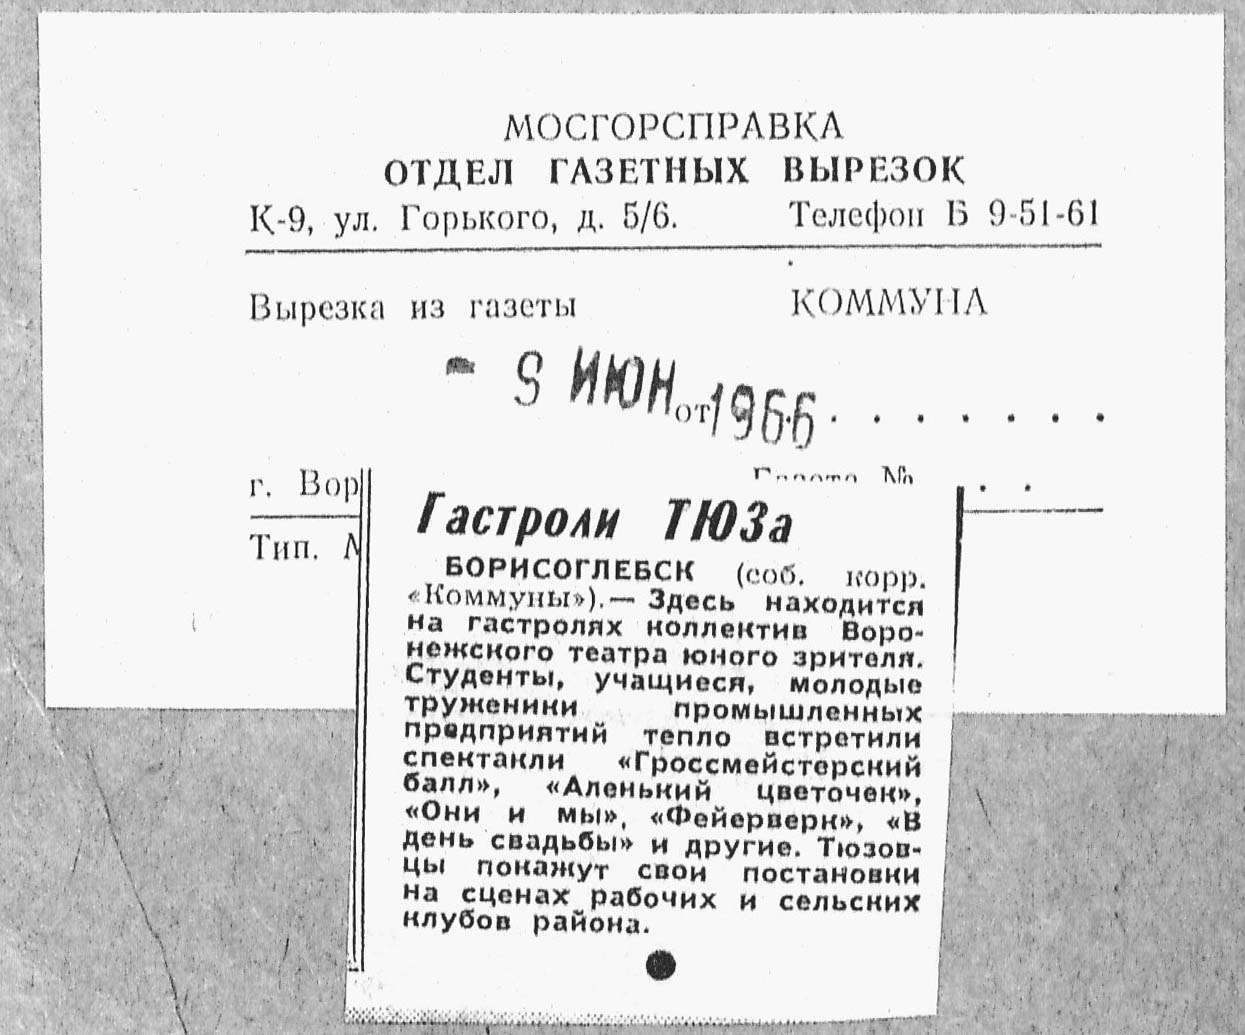 МОСГОРСПРАВКА
ОТДЕЛ ГАЗЕТНЫХ ВЫРЕЗОК
К-9, ул. Горького, д. 5/6. Телефон Б 9-51-61
Вырезка из газеты КОММУНА
- 9 ИЮН 1966
от . . . . . . .
г. Вор № . .
Тип.
Гастроли ТЮЗа
БОРИСОГЛЕБСК (соб. корр.
«Коммуны»).— Здесь находится
на гастролях коллектив Воро-
нежского театра юного зрителя.
Студенты, учащиеся, молодые
труженики промышленных
предприятий тепло встретили
спектакли «Гроссмейстерский
балл», «Аленький цветочек»,
«Они и мы», «Фейерверк», «В
день свадьбы» и другие. Тюзов-
цы покажут свои постановки
на сценах рабочих и сельских
клубов района.